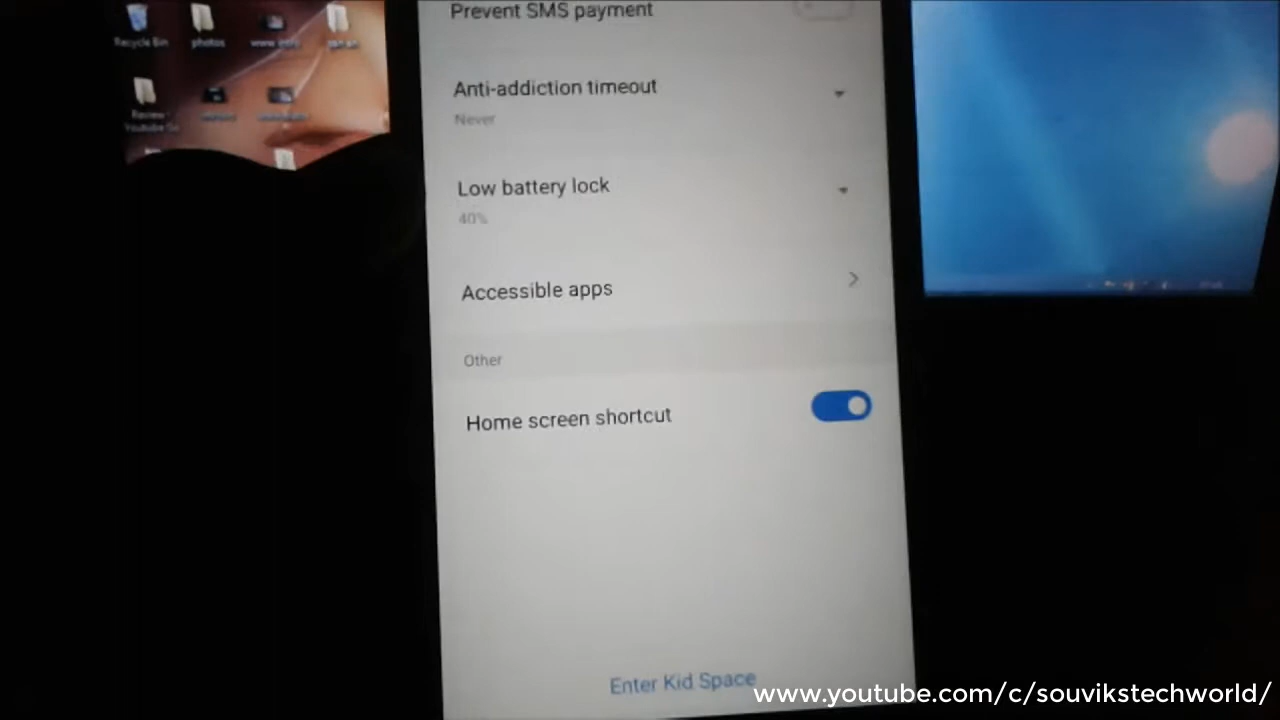 Recycle Bin
photos
Prevent SMS payment
Anti-addiction timeout
Never
Low battery lock
40%
Accessible apps
Other
Home screen shortcut
Enter Kid Space
www.youtube.com/c/souvikstechworld/